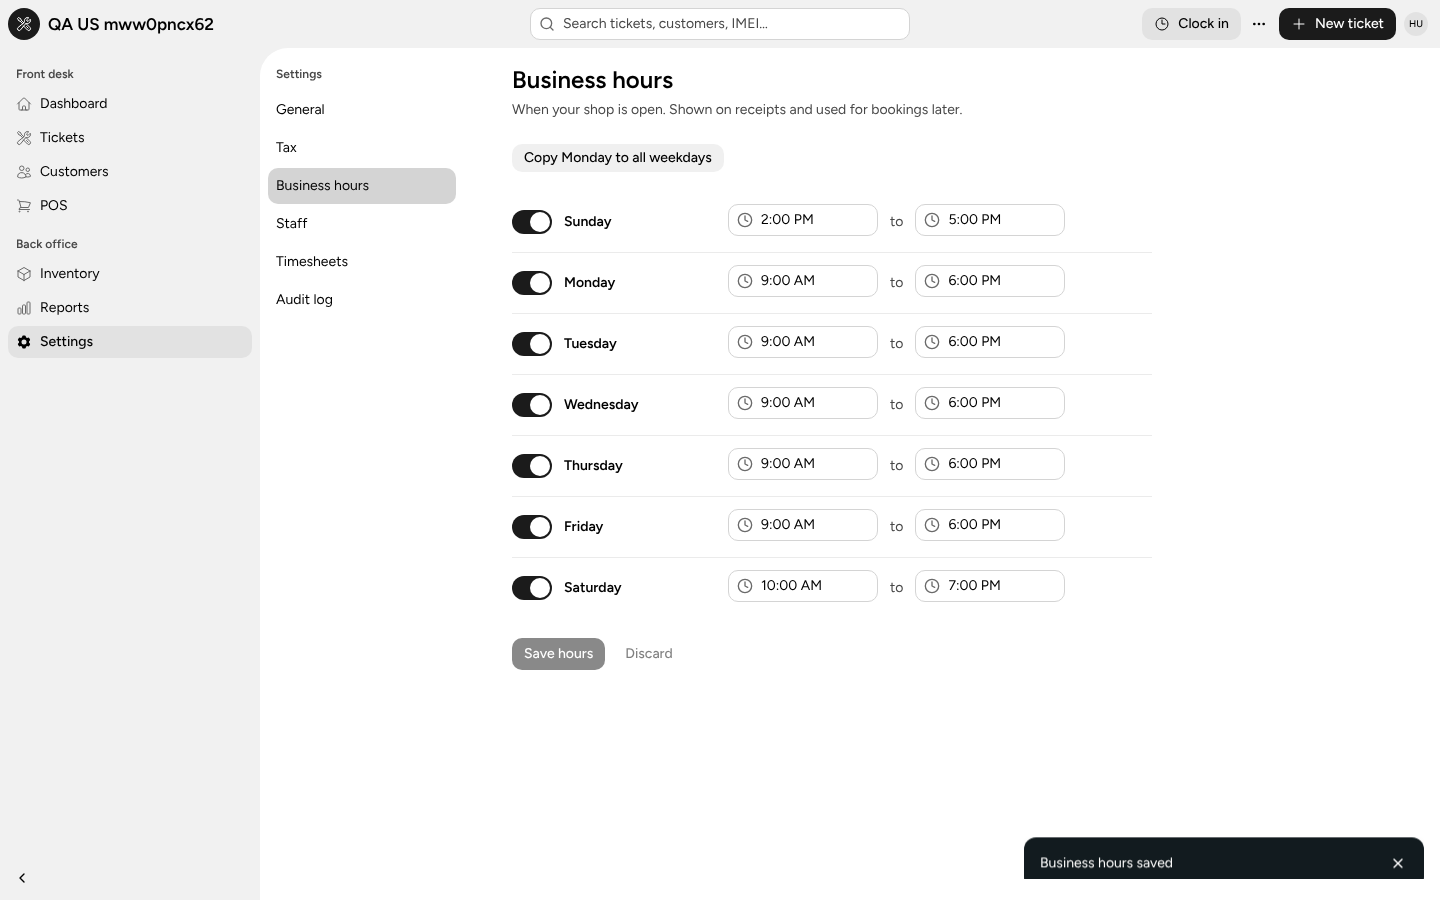 QA US mww0pncx62
Search tickets, customers, IMEI...
Clock in
New ticket
HU
Front desk
Dashboard
Tickets
Customers
POS
Back office
Inventory
Reports
Settings
Settings
General
Tax
Business hours
Staff
Timesheets
Audit log
Business hours
When your shop is open. Shown on receipts and used for bookings later.
Copy Monday to all weekdays
Sunday 2:00 PM to 5:00 PM
Monday 9:00 AM to 6:00 PM
Tuesday 9:00 AM to 6:00 PM
Wednesday 9:00 AM to 6:00 PM
Thursday 9:00 AM to 6:00 PM
Friday 9:00 AM to 6:00 PM
Saturday 10:00 AM to 7:00 PM
Save hours Discard
Business hours saved